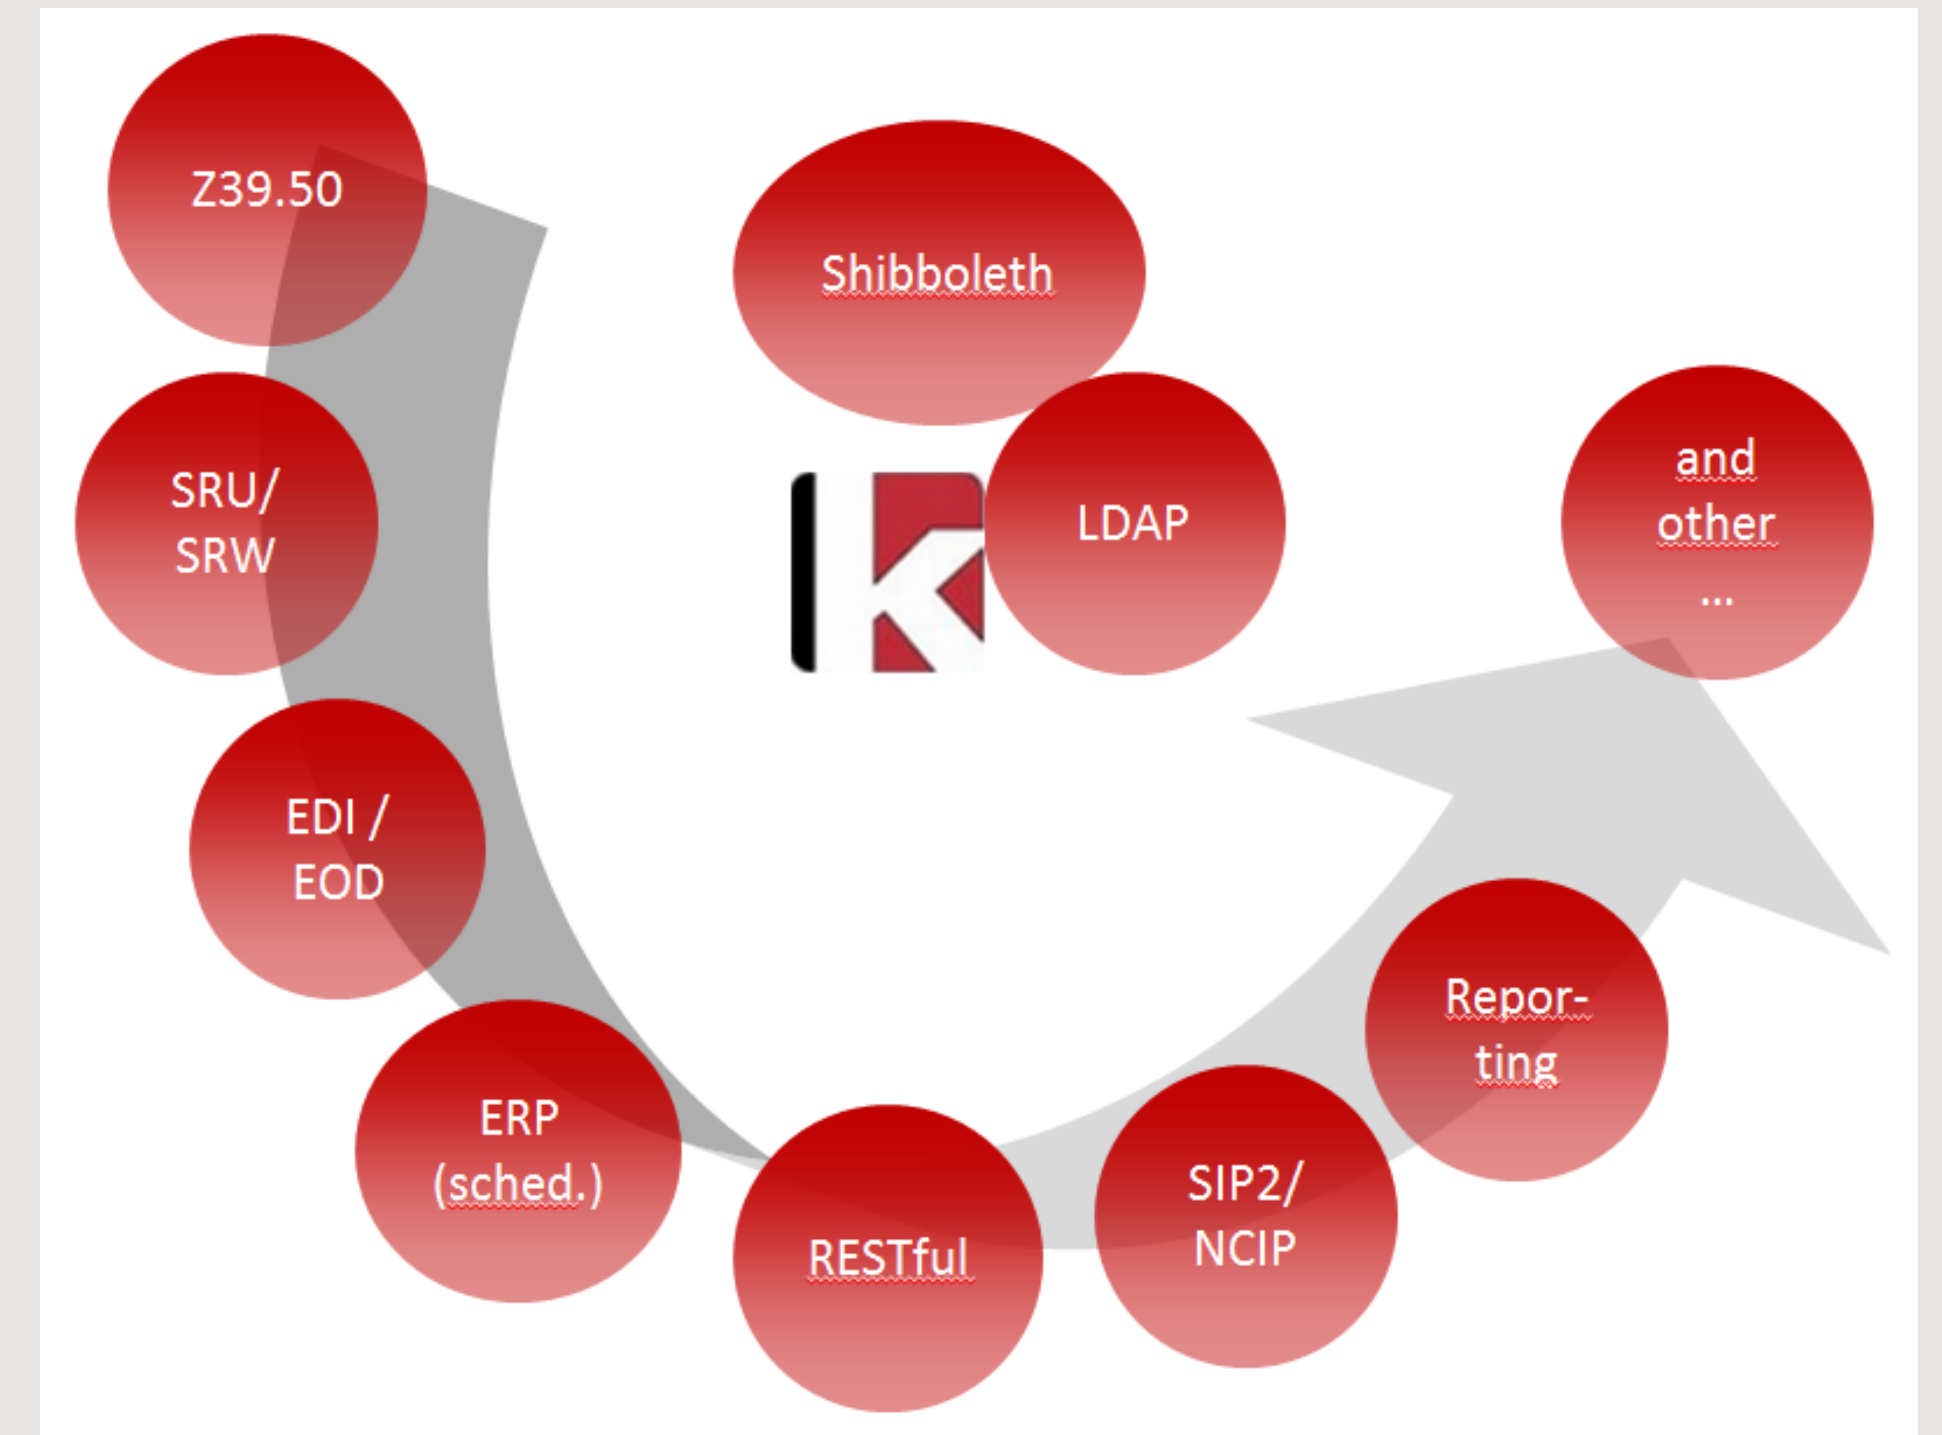 Z39.50
Shibboleth
SRU/
SRW
LDAP
and
other
...
EDI /
EOD
ERP
(sched.)
RESTful
SIP2/
NCIP
Repor-
ting
K